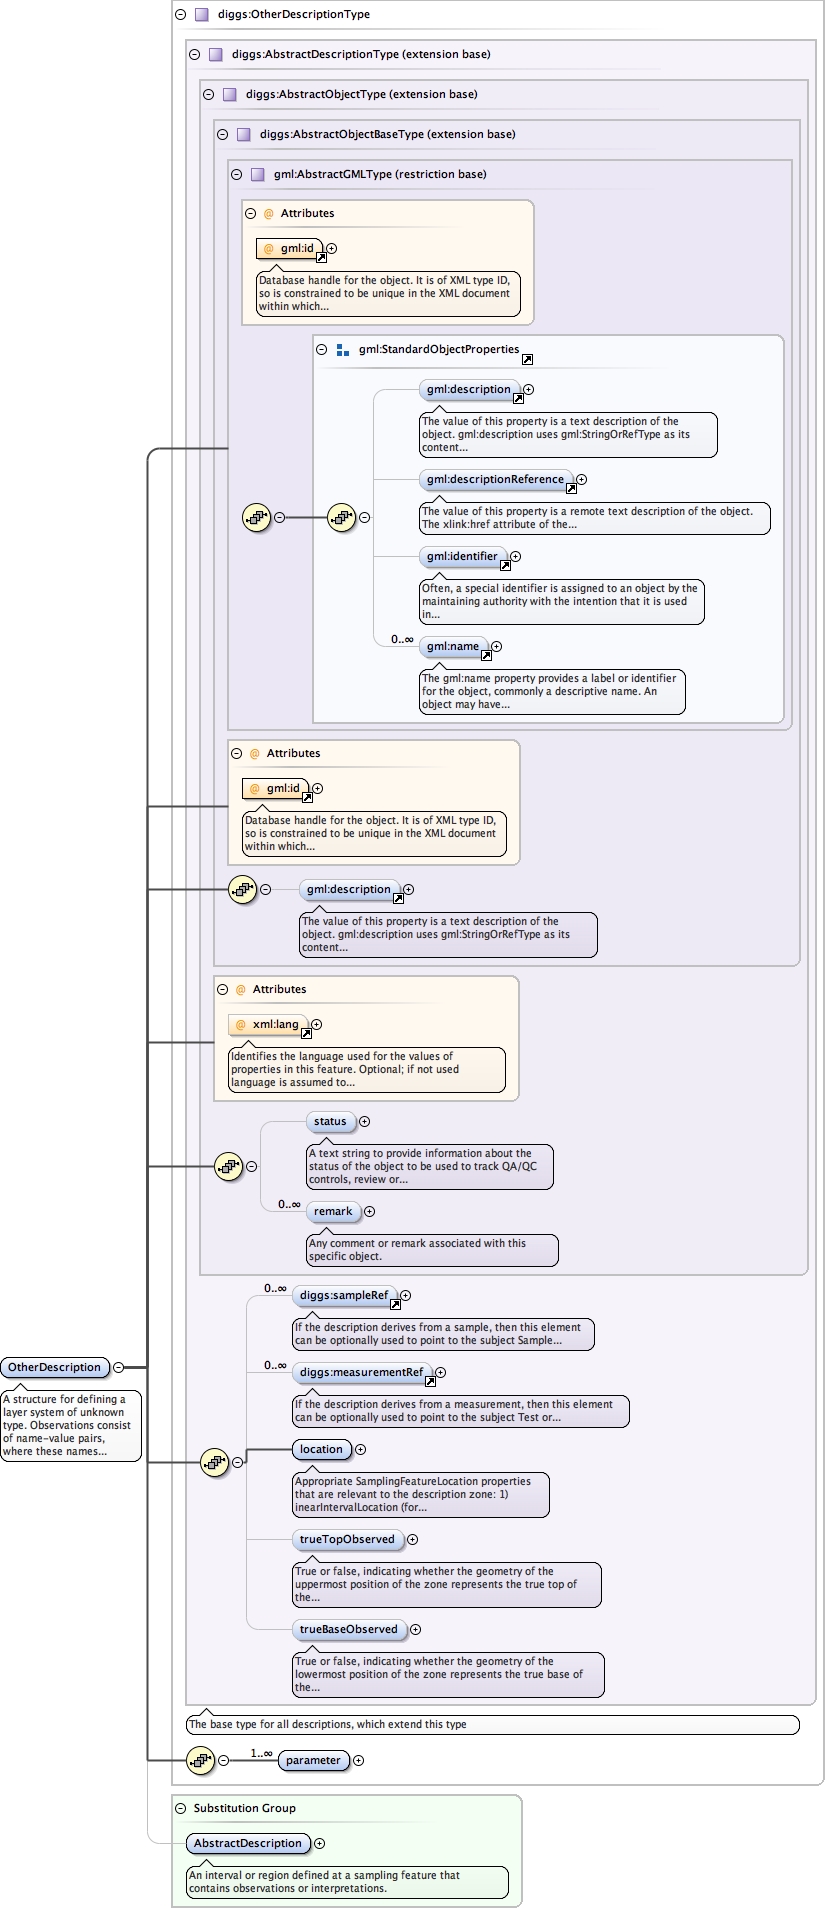 diggs:OtherDescriptionType
diggs:AbstractDescriptionType (extension base)
diggs:AbstractObjectType (extension base)
diggs:AbstractObjectBaseType (extension base)
gml:AbstractGMLType (restriction base)
@ Attributes
@ gml:id
Database handle for the object. It is of XML type ID,
so is constrained to be unique in the XML document
within which...
gml:StandardObjectProperties
gml:description
The value of this property is a text description of the
object. gml:description uses gml:StringOrRefType as its
content...
gml:descriptionReference
The value of this property is a remote text description of the object.
The xlink:href attribute of the...
gml:identifier
Often, a special identifier is assigned to an object by the
maintaining authority with the intention that it is used
in...
0..∞ gml:name
The gml:name property provides a label or identifier
for the object, commonly a descriptive name. An
object may have...
@ Attributes
@ gml:id
Database handle for the object. It is of XML type ID,
so is constrained to be unique in the XML document
within which...
gml:description
The value of this property is a text description of the
object. gml:description uses gml:StringOrRefType as its
content...
@ Attributes
@ xml:lang
Identifies the language used for the values of
properties in this feature. Optional; if not used
language is assumed to...
status
A text string to provide information about the
status of the object to be used to track QA/QC
controls, review or...
0..∞ remark
Any comment or remark associated with this
specific object.
0..∞ diggs:sampleRef
If the description derives from a sample, then this element
can be optionally used to point to the subject Sample...
OtherDescription
A structure for defining a
layer system of unknown
type. Observations consist
of name-value pairs,
where these names...
0..∞ diggs:measurementRef
If the description derives from a measurement, then this element
can be optionally used to point to the subject Test or...
location
Appropriate SamplingFeatureLocation properties
that are relevant to the description zone: 1)
inearIntervalLocation (for...
trueTopObserved
True or false, indicating whether the geometry of the
uppermost position of the zone represents the true top of
the...
trueBaseObserved
True or false, indicating whether the geometry of the
lowermost position of the zone represents the true base of
the...
The base type for all descriptions, which extend this type
1..∞ parameter
Substitution Group
AbstractDescription
An interval or region defined at a sampling feature that
contains observations or interpretations.